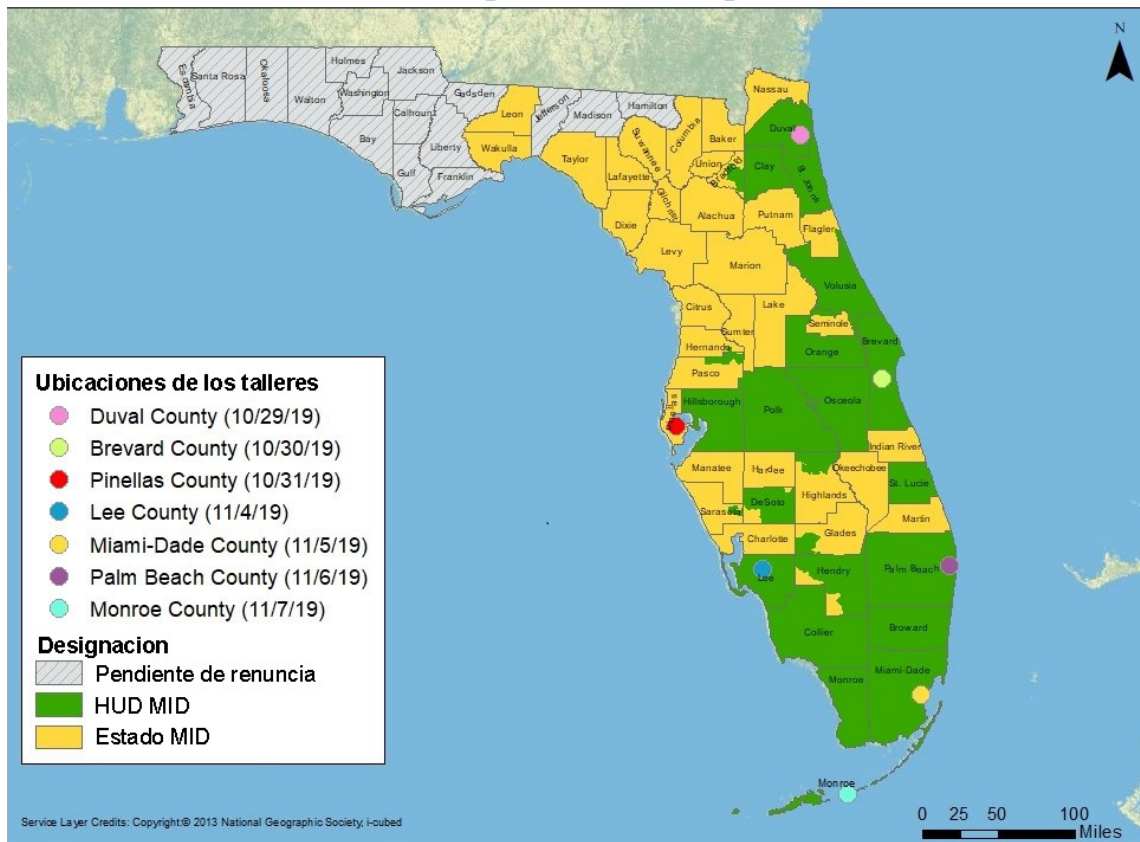 N
Holmes
Jackson
Escambia
Santa Rosa
Okaloosa
Walton
Washington
Gadsden
Calhoun
Bay
Liberty
Gulf
Franklin
Leon
Wakulla
Jefferson
Madison
Hamilton
Taylor
Lafayette
Suwannee
Columbia
Baker
Union
Bradford
Nassau
Duval
Clay
St. Johns
Dixie
Gilchrist
Alachua
Putnam
Flagler
Levy
Marion
Volusia
Citrus
Sumter
Lake
Seminole
Hernando
Orange
Brevard
Pasco
Hillsborough
Polk
Osceola
Indian River
Manatee
Hardee
Okeechobee
St. Lucie
Highlands
DeSoto
Sarasota
Martin
Charlotte
Glades
Lee
Hendry
Palm Beach
Collier
Broward
Monroe
Miami-Dade
Monroe
Ubicaciones de los talleres
Duval County (10/29/19)
Brevard County (10/30/19)
Pinellas County (10/31/19)
Lee County (11/4/19)
Miami-Dade County (11/5/19)
Palm Beach County (11/6/19)
Monroe County (11/7/19)
Designacion
Pendiente de renuncia
HUD MID
Estado MID
Service Layer Credits: Copyright:© 2013 National Geographic Society, i-cubed
0 25 50 100
Miles